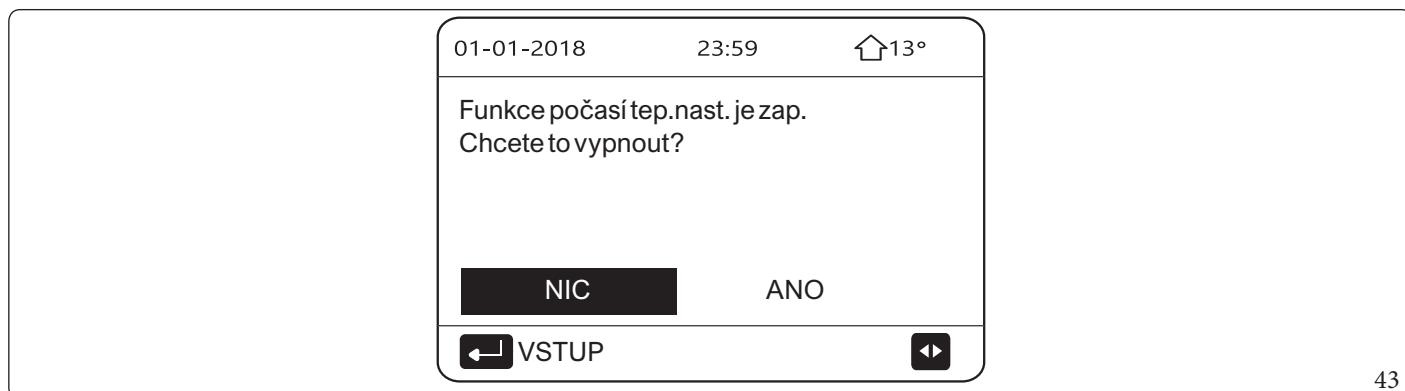 01-01-2018 23:59 13°
Funkce počasí tep.nast. je zap.
Chcete to vypnout?
NIC ANO
VSTUP
43